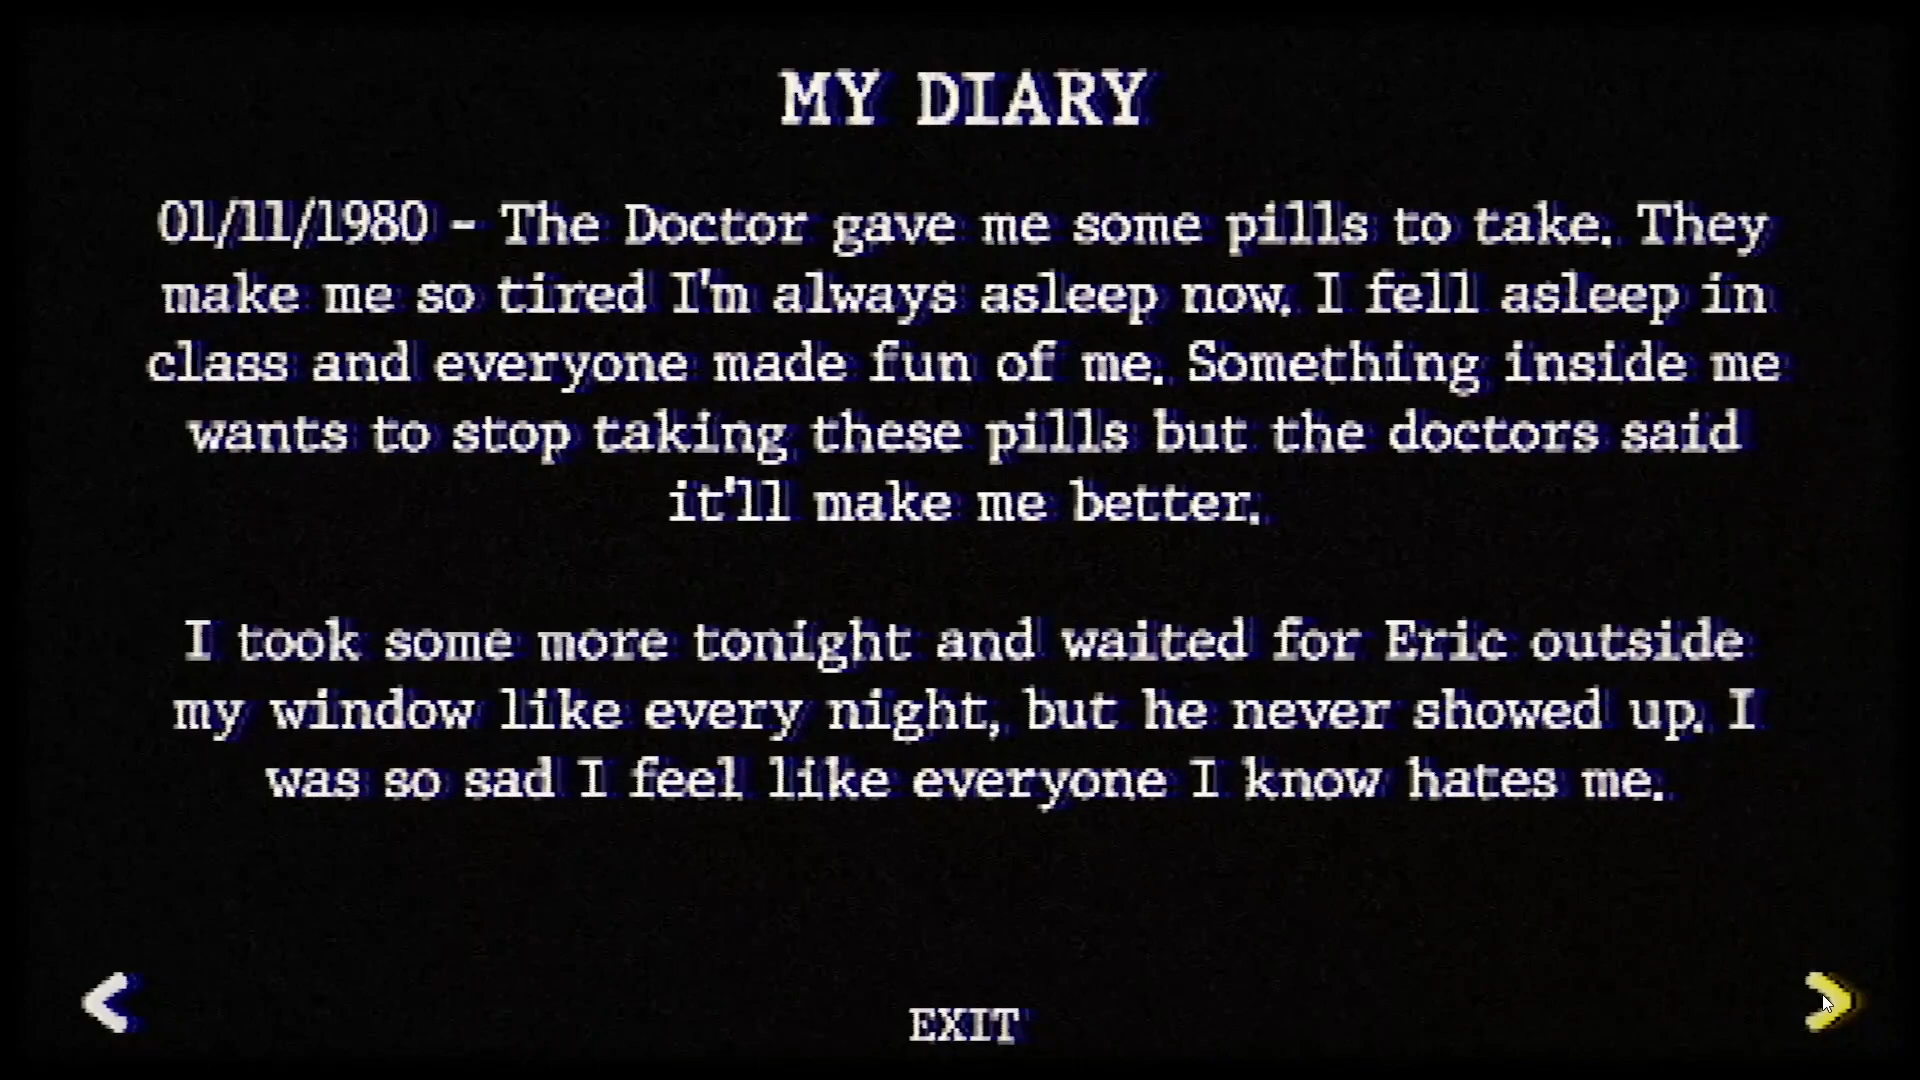 MY DIARY
01/11/1980 - The Doctor gave me some pills to take. They
make me so tired I'm always asleep now. I fell asleep in
class and everyone made fun of me. Something inside me
wants to stop taking these pills but the doctors said
it'll make me better.
I took some more tonight and waited for Eric outside
my window like every night, but he never showed up. I
was so sad I feel like everyone I know hates me.
<
EXIT
>